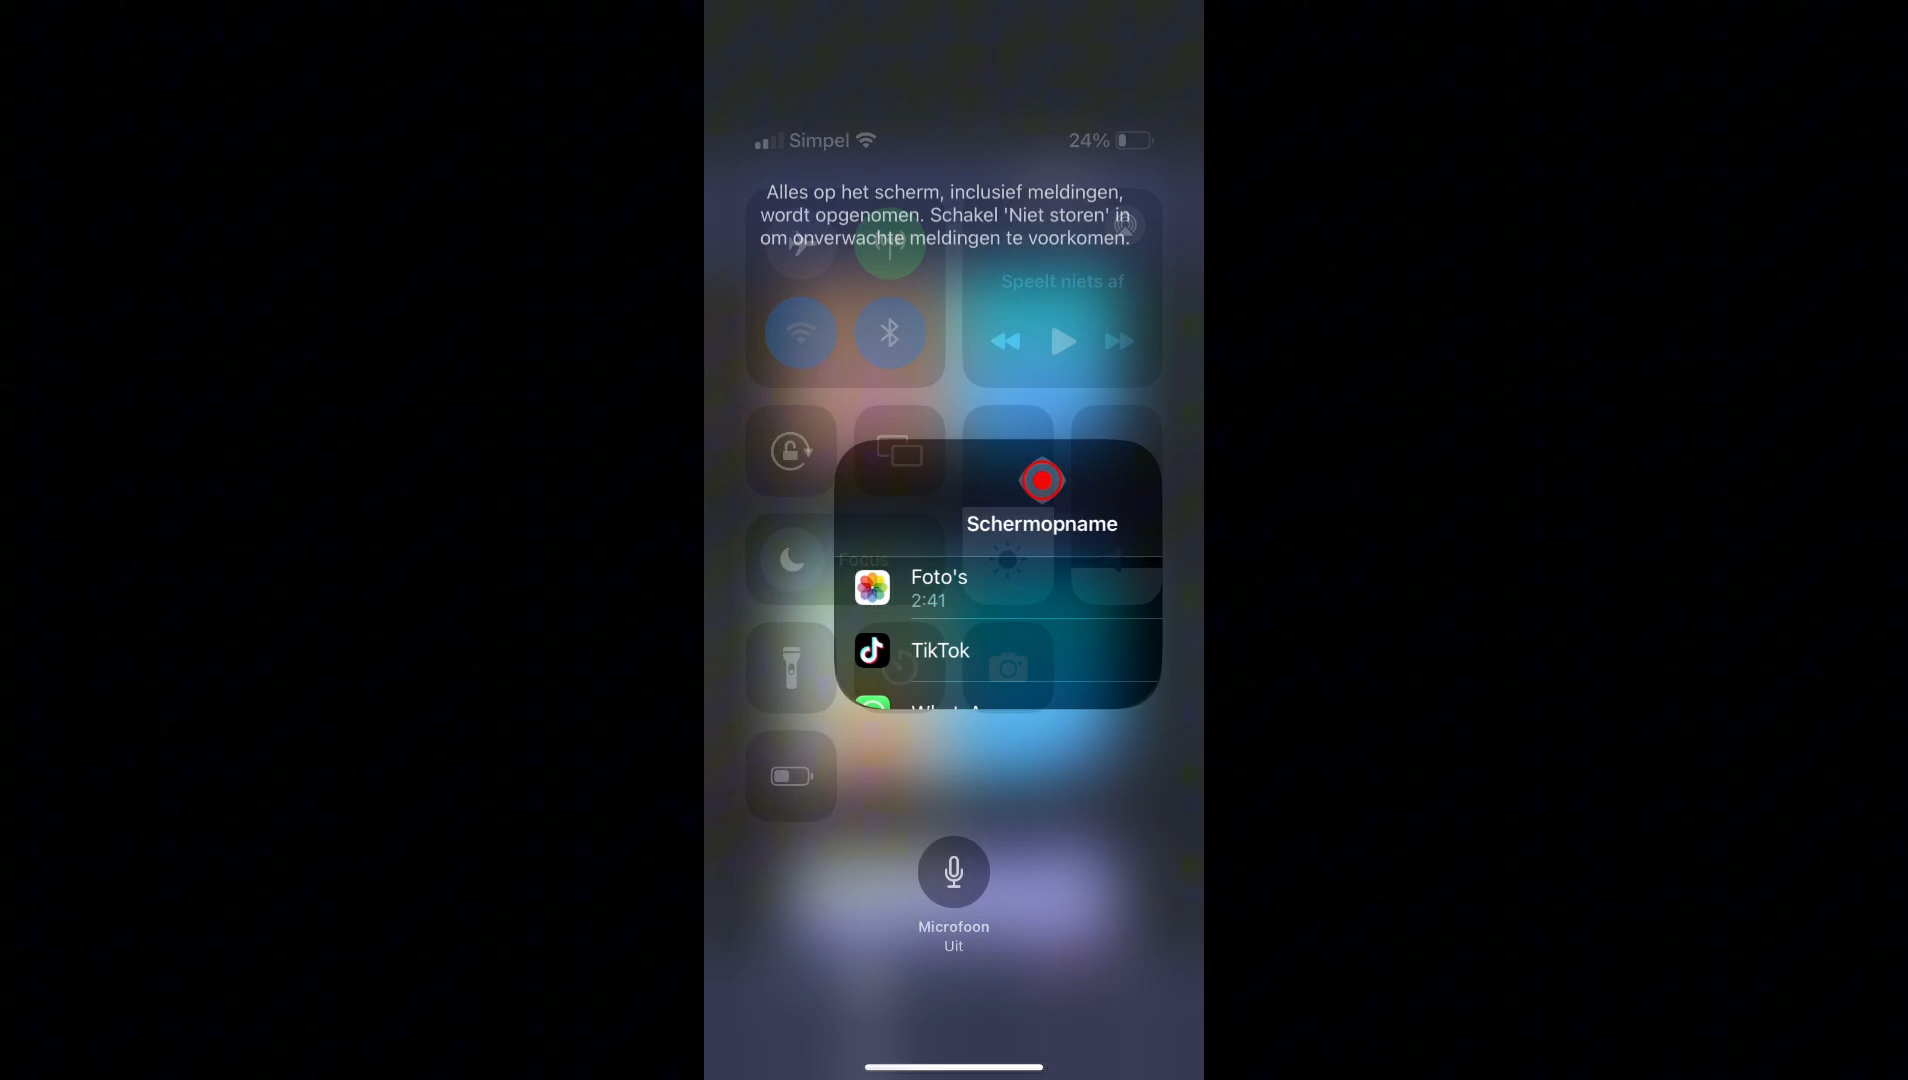 Simpel
24%
Alles op het scherm, inclusief meldingen,
wordt opgenomen. Schakel 'Niet storen' in
om onverwachte meldingen te voorkomen.
Speelt niets af
Schermopname
Focus
Foto's
2:41
TikTok
Microfoon
Uit